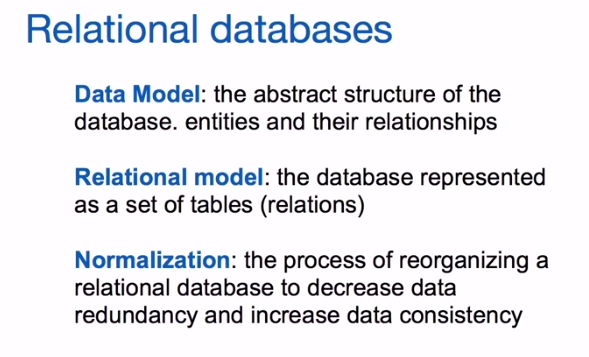 Relational databases
Data Model: the abstract structure of the
database. entities and their relationships
Relational model: the database represented
as a set of tables (relations)
Normalization: the process of reorganizing a
relational database to decrease data
redundancy and increase data consistency